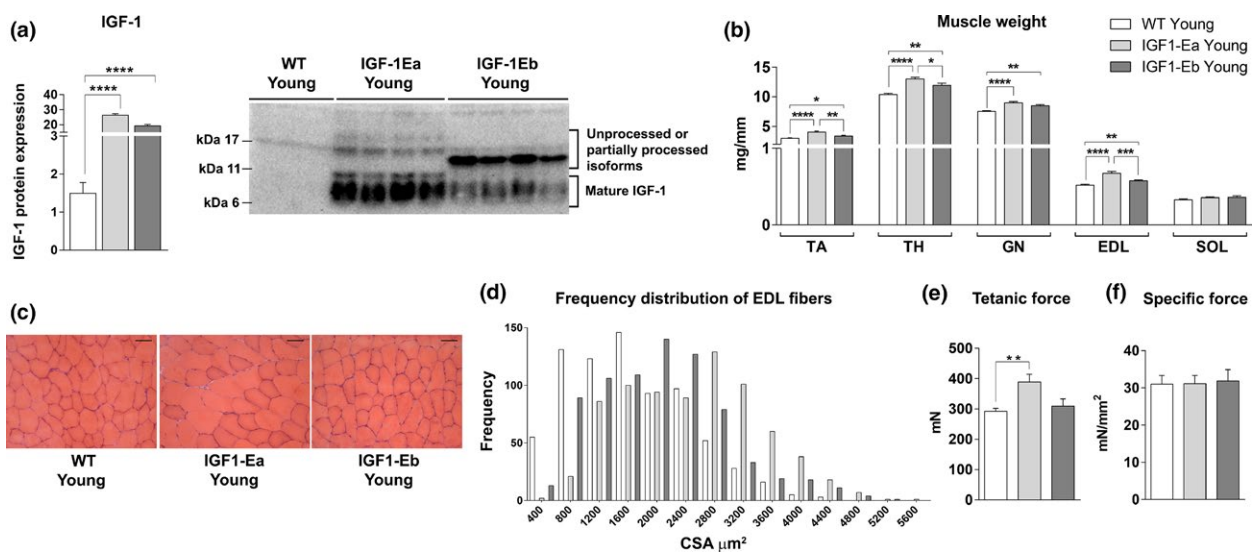 (a)
IGF-1
IGF-1 protein expression
40
30
20
10
3
2
1
0
****
****
WT
Young
IGF-1Ea
Young
IGF-1Eb
Young
kDa 17
kDa 11
kDa 6
Unprocessed or
partially processed
isoforms
Mature IGF-1
(b)
Muscle weight
WT Young
IGF1-Ea Young
IGF1-Eb Young
mg/mm
15
10
5
1
0
*
****
**
**
****
*
**
****
**
****
***
TA
TH
GN
EDL
SOL
(c)
WT
Young
IGF1-Ea
Young
IGF1-Eb
Young
(d)
Frequency distribution of EDL fibers
Frequency
150
100
50
0
400
800
1200
1600
2000
2400
2800
3200
3600
4000
4400
4800
5200
5600
CSA µm²
(e)
Tetanic force
mN
500
400
300
200
100
0
**
(f)
Specific force
mN/mm²
40
30
20
10
0